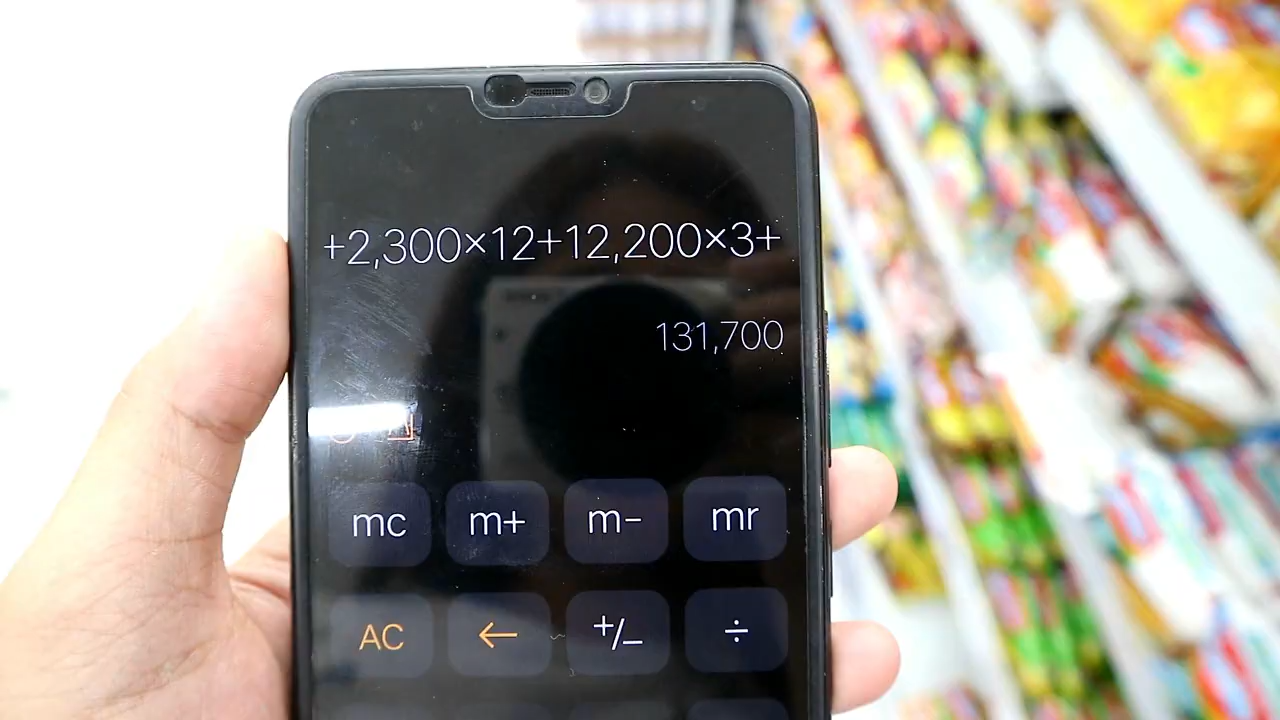 +2,300×12+12,200×3+
131,700
mc m+ m− mr
AC ← +/− ÷